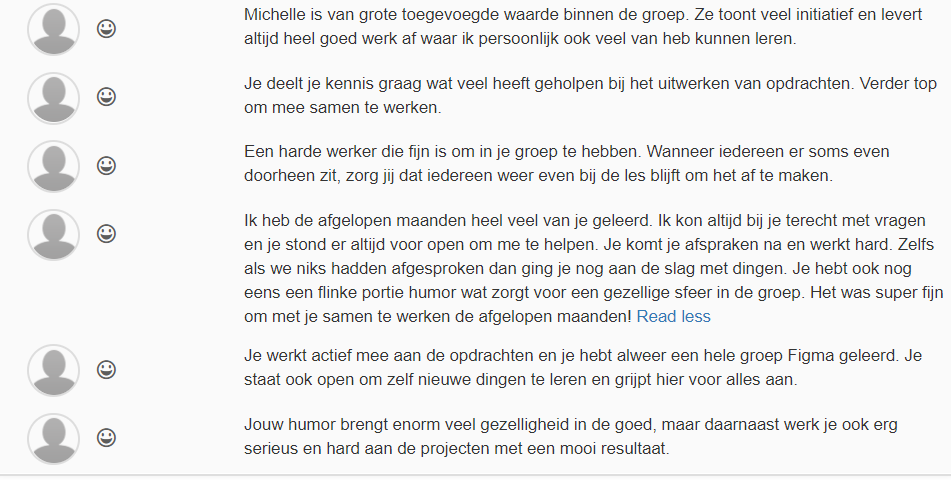 Michelle is van grote toegevoegde waarde binnen de groep. Ze toont veel initiatief en levert
altijd heel goed werk af waar ik persoonlijk ook veel van heb kunnen leren.
Je deelt je kennis graag wat veel heeft geholpen bij het uitwerken van opdrachten. Verder top
om mee samen te werken.
Een harde werker die fijn is om in je groep te hebben. Wanneer iedereen er soms even
doorheen zit, zorg jij dat iedereen weer even bij de les blijft om het af te maken.
Ik heb de afgelopen maanden heel veel van je geleerd. Ik kon altijd bij je terecht met vragen
en je stond er altijd voor open om me te helpen. Je komt je afspraken na en werkt hard. Zelfs
als we niks hadden afgesproken dan ging je nog aan de slag met dingen. Je hebt ook nog
eens een flinke portie humor wat zorgt voor een gezellige sfeer in de groep. Het was super fijn
om met je samen te werken de afgelopen maanden! Read less
Je werkt actief mee aan de opdrachten en je hebt alweer een hele groep Figma geleerd. Je
staat ook open om zelf nieuwe dingen te leren en grijpt hier voor alles aan.
Jouw humor brengt enorm veel gezelligheid in de goed, maar daarnaast werk je ook erg
serieus en hard aan de projecten met een mooi resultaat.